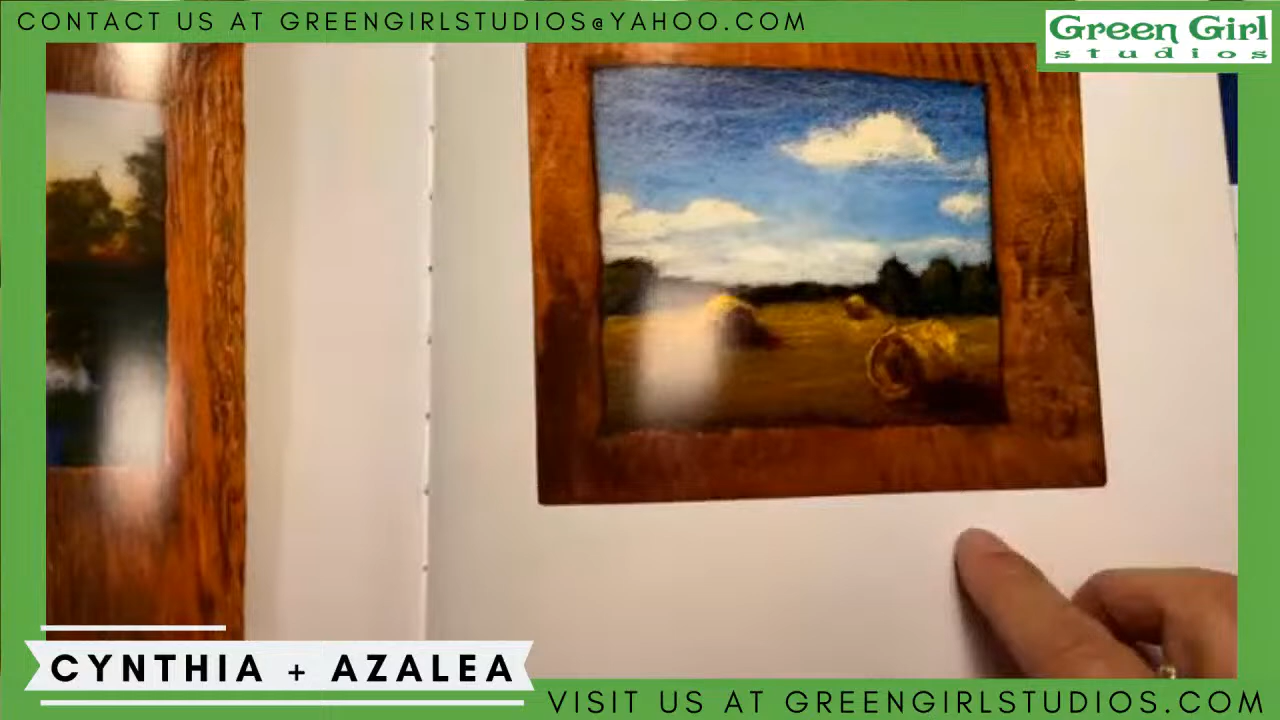 CONTACT US AT GREENGIRLSTUDIOS@YAHOO.COM
Green Girl
studios
CYNTHIA + AZALEA
VISIT US AT GREENGIRLSTUDIOS.COM